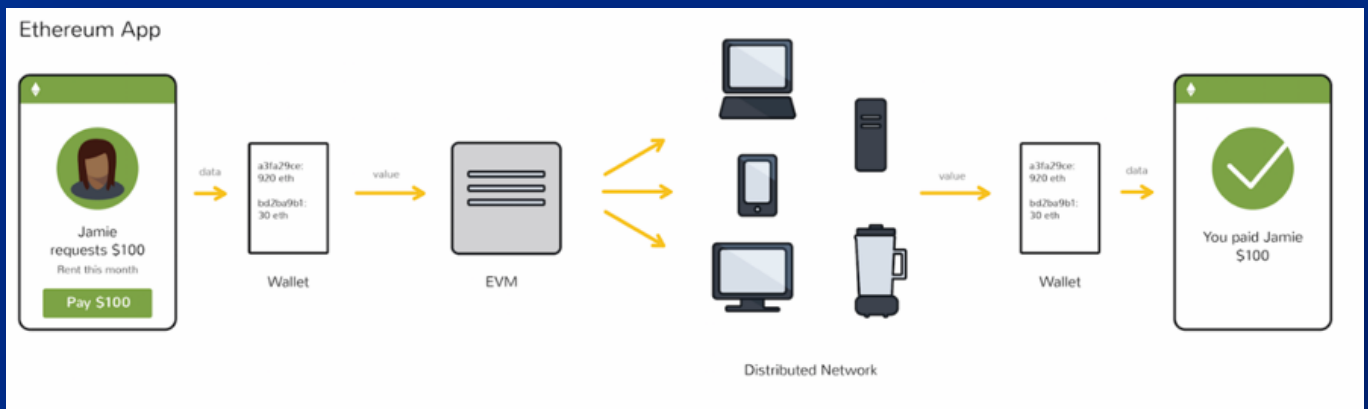 Ethereum App
Jamie
requests $100
Rent this month
Pay $100
data
a3fa29ce:
920 eth
bd2ba9b1:
30 eth
Wallet
value
EVM
Distributed Network
value
a3fa29ce:
920 eth
bd2ba9b1:
30 eth
Wallet
data
You paid Jamie
$100